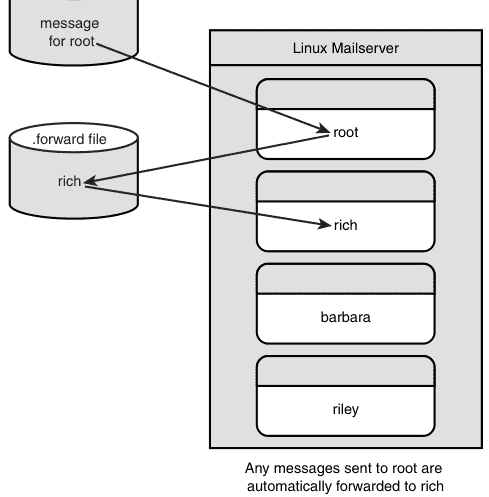 message
for root
Linux Mailserver
root
.forward file
rich
rich
barbara
riley
Any messages sent to root are
automatically forwarded to rich